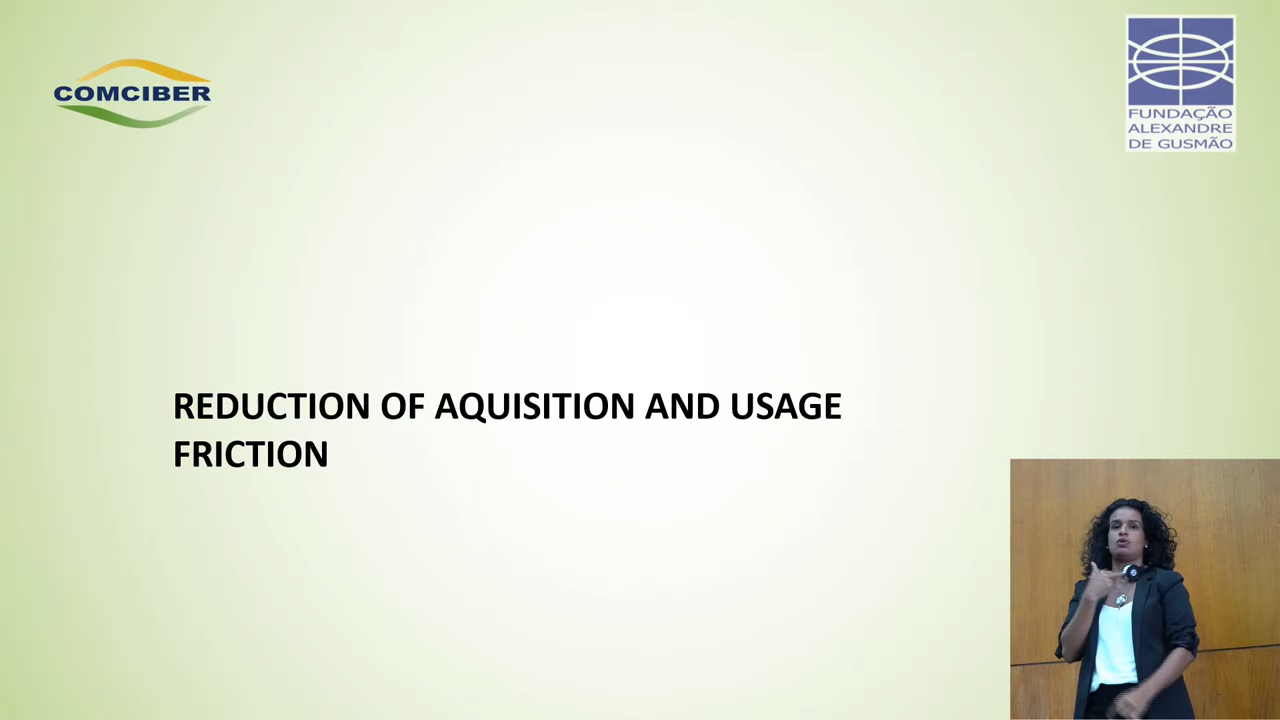 COMCIBER
FUNDAÇÃO
ALEXANDRE
DE GUSMÃO
REDUCTION OF AQUISITION AND USAGE
FRICTION